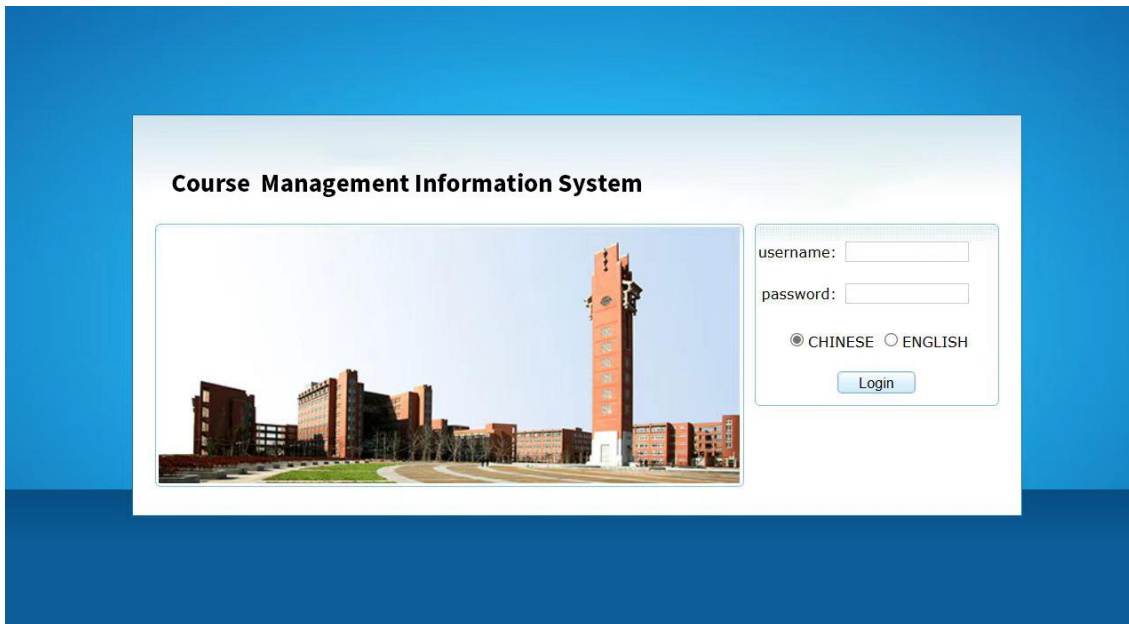 Course Management Information System
username:
password:
CHINESE ENGLISH
Login